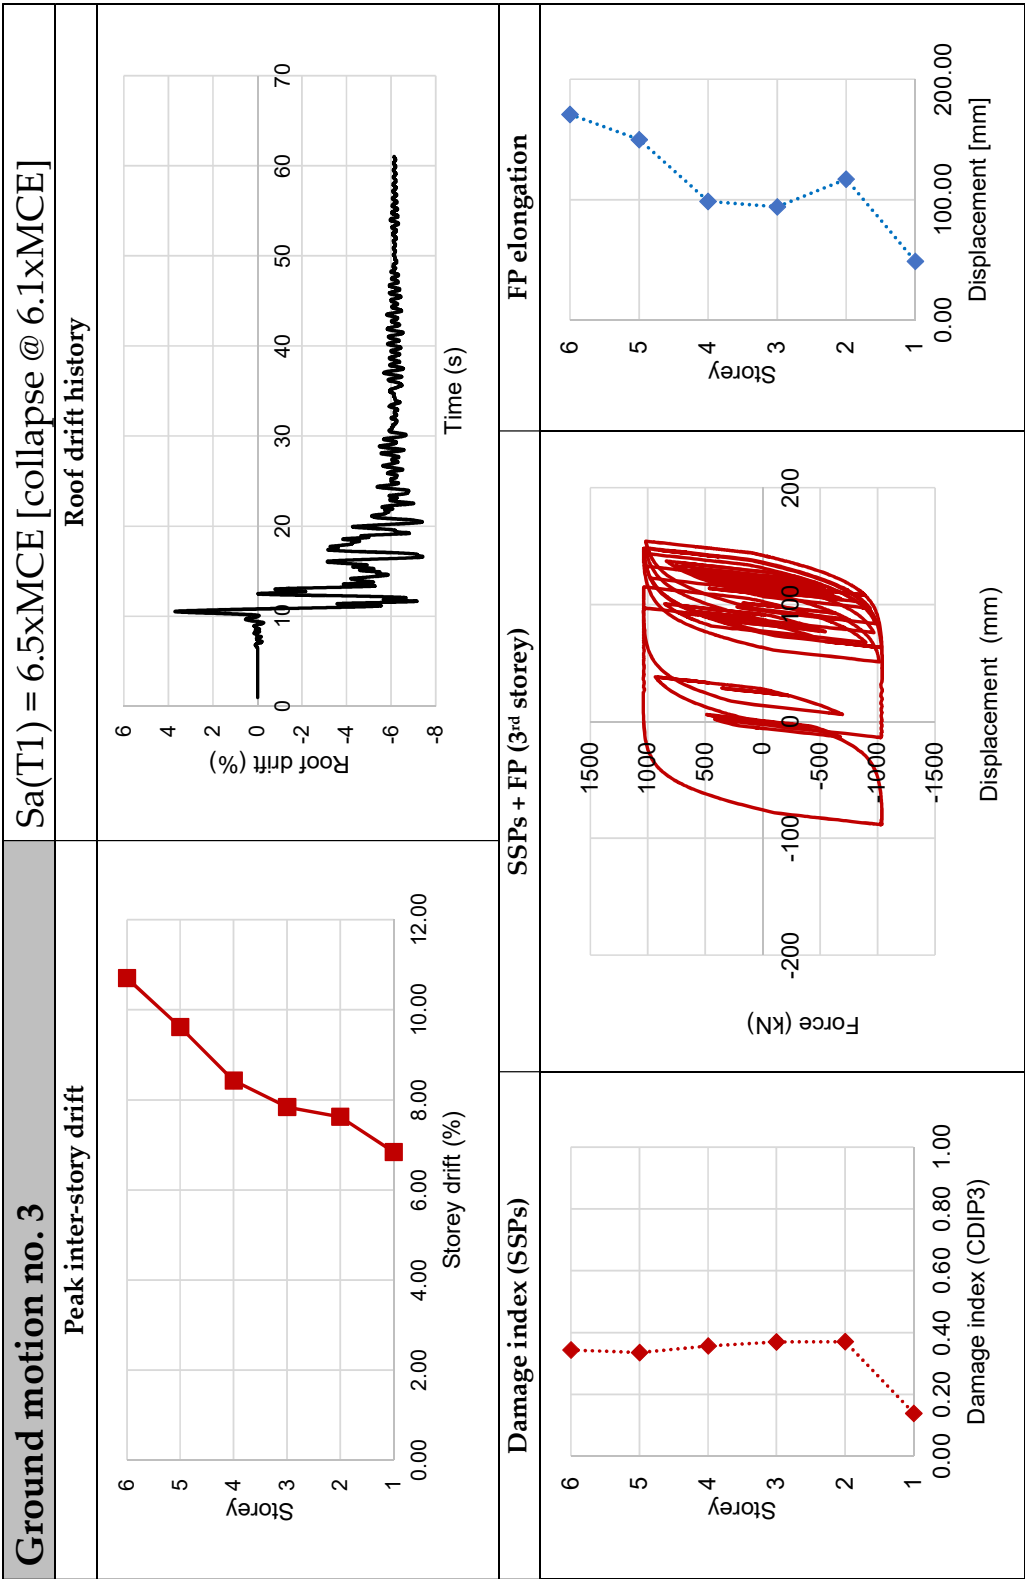 Ground motion no. 3
Sa(T1) = 6.5xMCE [collapse @ 6.1xMCE]
Peak inter-story drift
Roof drift history
6
5
4
3
2
1
Storey
0.00 2.00 4.00 6.00 8.00 10.00 12.00
Storey drift (%)
6
4
2
0
-2
-4
-6
-8
Roof drift (%)
0 10 20 30 40 50 60 70
Time (s)
Damage index (SSPs)
SSPs + FP (3rd storey)
FP elongation
6
5
4
3
2
1
Storey
0.00 0.20 0.40 0.60 0.80 1.00
Damage index (CDIP3)
1500
1000
500
0
-500
-1000
-1500
Force (kN)
-200 -100 0 100 200
Displacement (mm)
6
5
4
3
2
1
Storey
0.00 100.00 200.00
Displacement [mm]